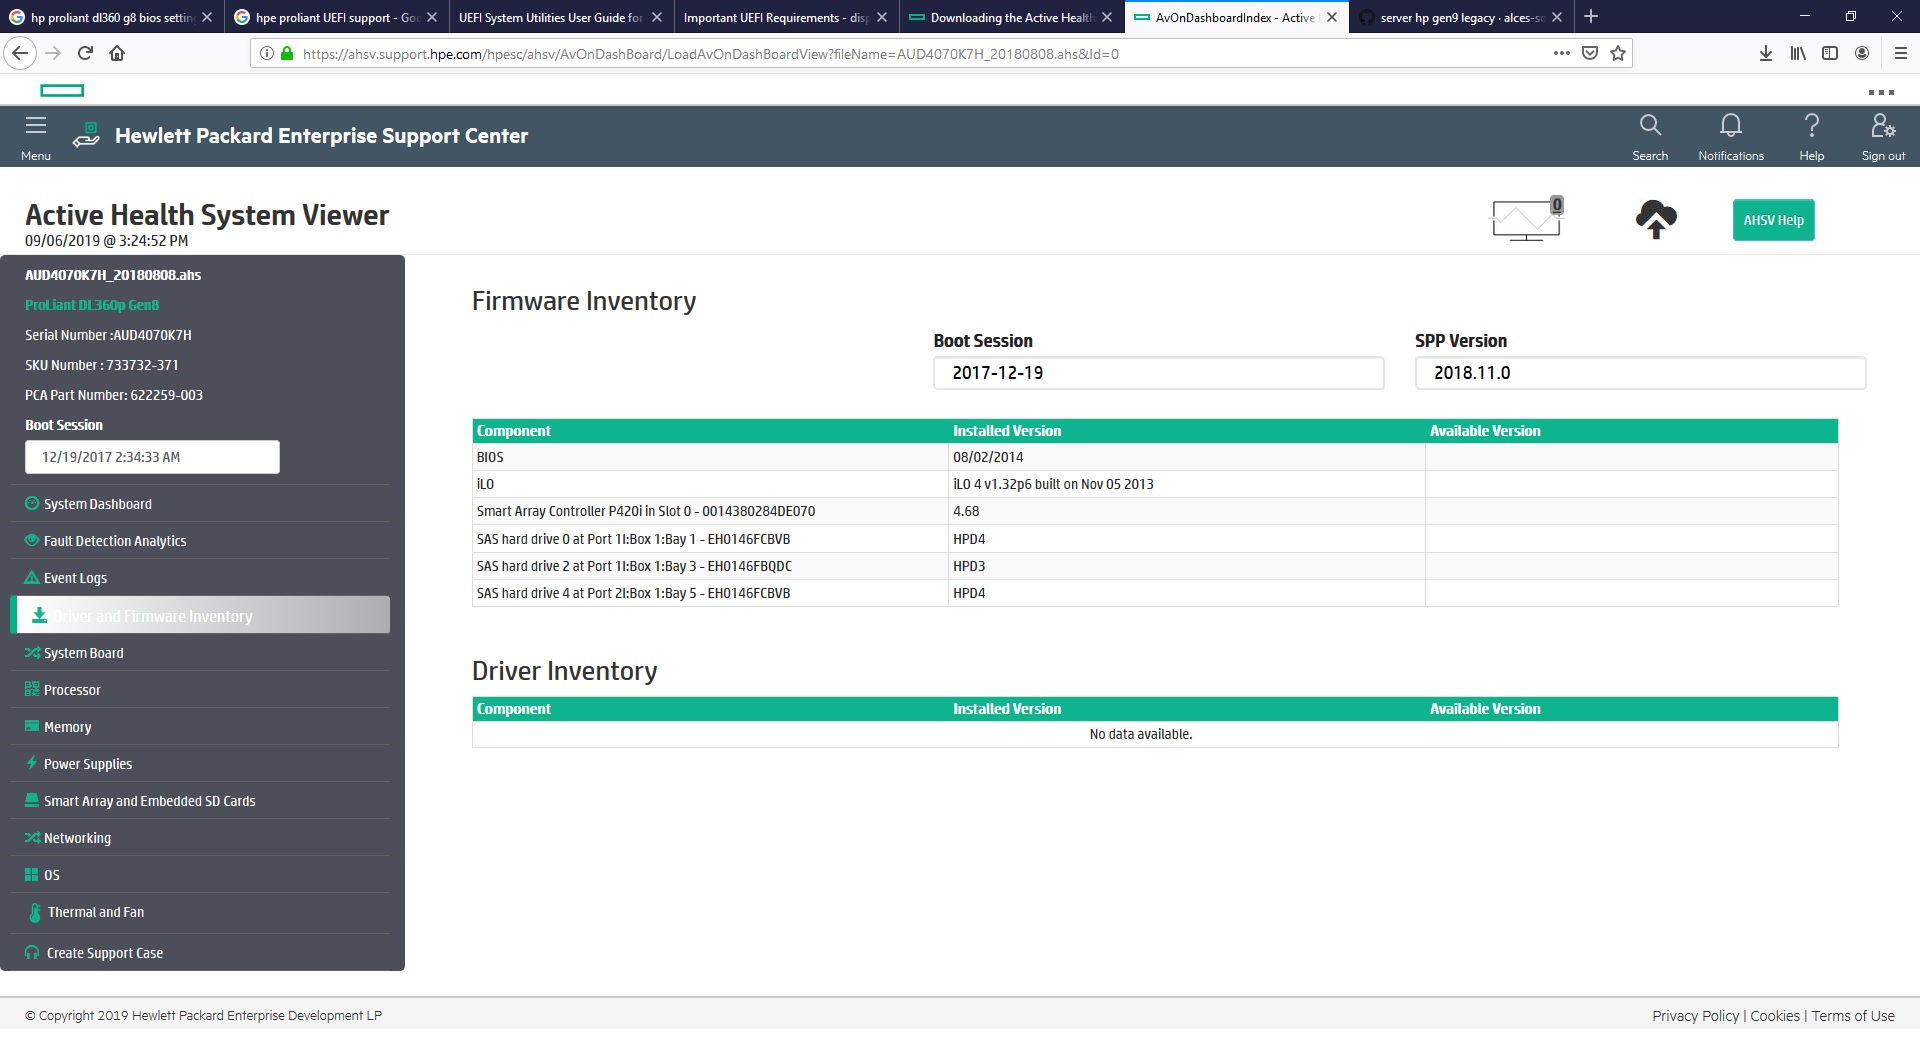 hp proliant dl360 g8 bios settin
hpe proliant UEFI support - Goo
UEFI System Utilities User Guide for
Important UEFI Requirements - disp
Downloading the Active Health
AvOnDashboardIndex - Active
server hp gen9 legacy · alces-so
https://ahsv.support.hpe.com/hpesc/ahsv/AvOnDashBoard/LoadAvOnDashBoardView?fileName=AUD4070K7H_20180808.ahs&Id=0
Menu
Hewlett Packard Enterprise Support Center
Search
Notifications
Help
Sign out
Active Health System Viewer
09/06/2019 @ 3:24:52 PM
0
AHSV Help
AUD4070K7H_20180808.ahs
ProLiant DL360p Gen8
Serial Number :AUD4070K7H
SKU Number : 733732-371
PCA Part Number: 622259-003
Boot Session
12/19/2017 2:34:33 AM
System Dashboard
Fault Detection Analytics
Event Logs
Driver and Firmware Inventory
System Board
Processor
Memory
Power Supplies
Smart Array and Embedded SD Cards
Networking
OS
Thermal and Fan
Create Support Case
Firmware Inventory
Boot Session
2017-12-19
SPP Version
2018.11.0
Component Installed Version Available Version
BIOS 08/02/2014
iLO iLO 4 v1.32p6 built on Nov 05 2013
Smart Array Controller P420i in Slot 0 - 0014380284DE070 4.68
SAS hard drive 0 at Port 1I:Box 1:Bay 1 - EH0146FCBVB HPD4
SAS hard drive 2 at Port 1I:Box 1:Bay 3 - EH0146FBQDC HPD3
SAS hard drive 4 at Port 2I:Box 1:Bay 5 - EH0146FCBVB HPD4
Driver Inventory
Component Installed Version Available Version
No data available.
© Copyright 2019 Hewlett Packard Enterprise Development LP
Privacy Policy | Cookies | Terms of Use